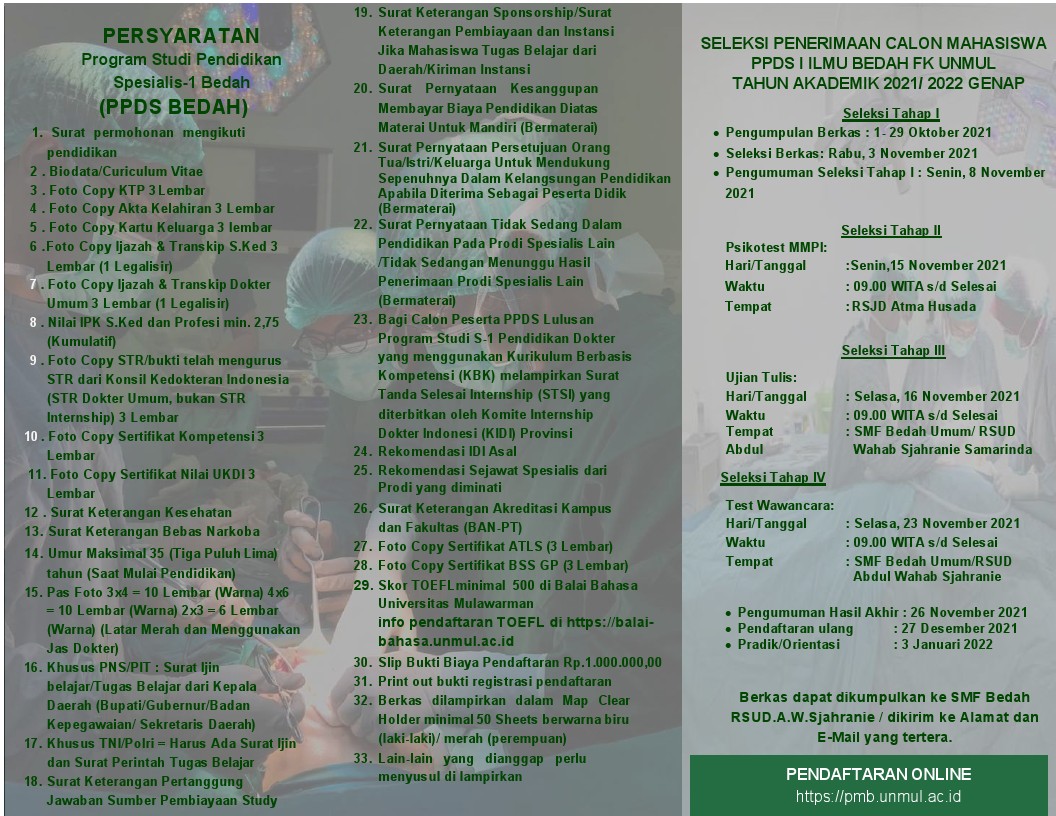 PERSYARATAN
Program Studi Pendidikan
Spesialis-1 Bedah
(PPDS BEDAH)
1. Surat permohonan mengikuti
pendidikan
2 . Biodata/Curiculum Vitae
3 . Foto Copy KTP 3 Lembar
4 . Foto Copy Akta Kelahiran 3 Lembar
5 . Foto Copy Kartu Keluarga 3 lembar
6 .Foto Copy Ijazah & Transkip S.Ked 3
Lembar (1 Legalisir)
7 . Foto Copy Ijazah & Transkip Dokter
Umum 3 Lembar (1 Legalisir)
8 . Nilai IPK S.Ked dan Profesi min. 2,75
(Kumulatif)
9 . Foto Copy STR/bukti telah mengurus
STR dari Konsil Kedokteran Indonesia
(STR Dokter Umum, bukan STR
Internship) 3 Lembar
10 . Foto Copy Sertifikat Kompetensi 3
Lembar
11. Foto Copy Sertifikat Nilai UKDI 3
Lembar
12 . Surat Keterangan Kesehatan
13. Surat Keterangan Bebas Narkoba
14. Umur Maksimal 35 (Tiga Puluh Lima)
tahun (Saat Mulai Pendidikan)
15. Pas Foto 3x4 = 10 Lembar (Warna) 4x6
= 10 Lembar (Warna) 2x3 = 6 Lembar
(Warna) (Latar Merah dan Menggunakan
Jas Dokter)
16. Khusus PNS/PIT : Surat Ijin
belajar/Tugas Belajar dari Kepala
Daerah (Bupati/Gubernur/Badan
Kepegawaian/ Sekretaris Daerah)
17. Khusus TNI/Polri = Harus Ada Surat Ijin
dan Surat Perintah Tugas Belajar
18. Surat Keterangan Pertanggung
Jawaban Sumber Pembiayaan Study
19. Surat Keterangan Sponsorship/Surat
Keterangan Pembiayaan dan Instansi
Jika Mahasiswa Tugas Belajar dari
Daerah/Kiriman Instansi
20. Surat Pernyataan Kesanggupan
Membayar Biaya Pendidikan Diatas
Materai Untuk Mandiri (Bermaterai)
21. Surat Pernyataan Persetujuan Orang
Tua/Istri/Keluarga Untuk Mendukung
Sepenuhnya Dalam Kelangsungan Pendidikan
Apabila Diterima Sebagai Peserta Didik
(Bermaterai)
22. Surat Pernyataan Tidak Sedang Dalam
Pendidikan Pada Prodi Spesialis Lain
/Tidak Sedangan Menunggu Hasil
Penerimaan Prodi Spesialis Lain
(Bermaterai)
23. Bagi Calon Peserta PPDS Lulusan
Program Studi S-1 Pendidikan Dokter
yang menggunakan Kurikulum Berbasis
Kompetensi (KBK) melampirkan Surat
Tanda Selesai Internship (STSI) yang
diterbitkan oleh Komite Internship
Dokter Indonesi (KIDI) Provinsi
24. Rekomendasi IDI Asal
25. Rekomendasi Sejawat Spesialis dari
Prodi yang diminati
26. Surat Keterangan Akreditasi Kampus
dan Fakultas (BAN-PT)
27. Foto Copy Sertifikat ATLS (3 Lembar)
28. Foto Copy Sertifikat BSS GP (3 Lembar)
29. Skor TOEFL minimal 500 di Balai Bahasa
Universitas Mulawarman
info pendaftaran TOEFL di https://balai-
bahasa.unmul.ac.id
30. Slip Bukti Biaya Pendaftaran Rp.1.000.000,00
31. Print out bukti registrasi pendaftaran
32. Berkas dilampirkan dalam Map Clear
Holder minimal 50 Sheets berwarna biru
(laki-laki)/ merah (perempuan)
33. Lain-lain yang dianggap perlu
menyusul di lampirkan
SELEKSI PENERIMAAN CALON MAHASISWA
PPDS I ILMU BEDAH FK UNMUL
TAHUN AKADEMIK 2021/ 2022 GENAP
Seleksi Tahap I
• Pengumpulan Berkas : 1- 29 Oktober 2021
• Seleksi Berkas: Rabu, 3 November 2021
• Pengumuman Seleksi Tahap I : Senin, 8 November
2021
Seleksi Tahap II
Psikotest MMPI:
Hari/Tanggal :Senin,15 November 2021
Waktu : 09.00 WITA s/d Selesai
Tempat :RSJD Atma Husada
Seleksi Tahap III
Ujian Tulis:
Hari/Tanggal : Selasa, 16 November 2021
Waktu : 09.00 WITA s/d Selesai
Tempat : SMF Bedah Umum/ RSUD
Abdul Wahab Sjahranie Samarinda
Seleksi Tahap IV
Test Wawancara:
Hari/Tanggal : Selasa, 23 November 2021
Waktu : 09.00 WITA s/d Selesai
Tempat : SMF Bedah Umum/RSUD
Abdul Wahab Sjahranie
• Pengumuman Hasil Akhir : 26 November 2021
• Pendaftaran ulang : 27 Desember 2021
• Pradik/Orientasi : 3 Januari 2022
Berkas dapat dikumpulkan ke SMF Bedah
RSUD.A.W.Sjahranie / dikirim ke Alamat dan
E-Mail yang tertera.
PENDAFTARAN ONLINE
https://pmb.unmul.ac.id